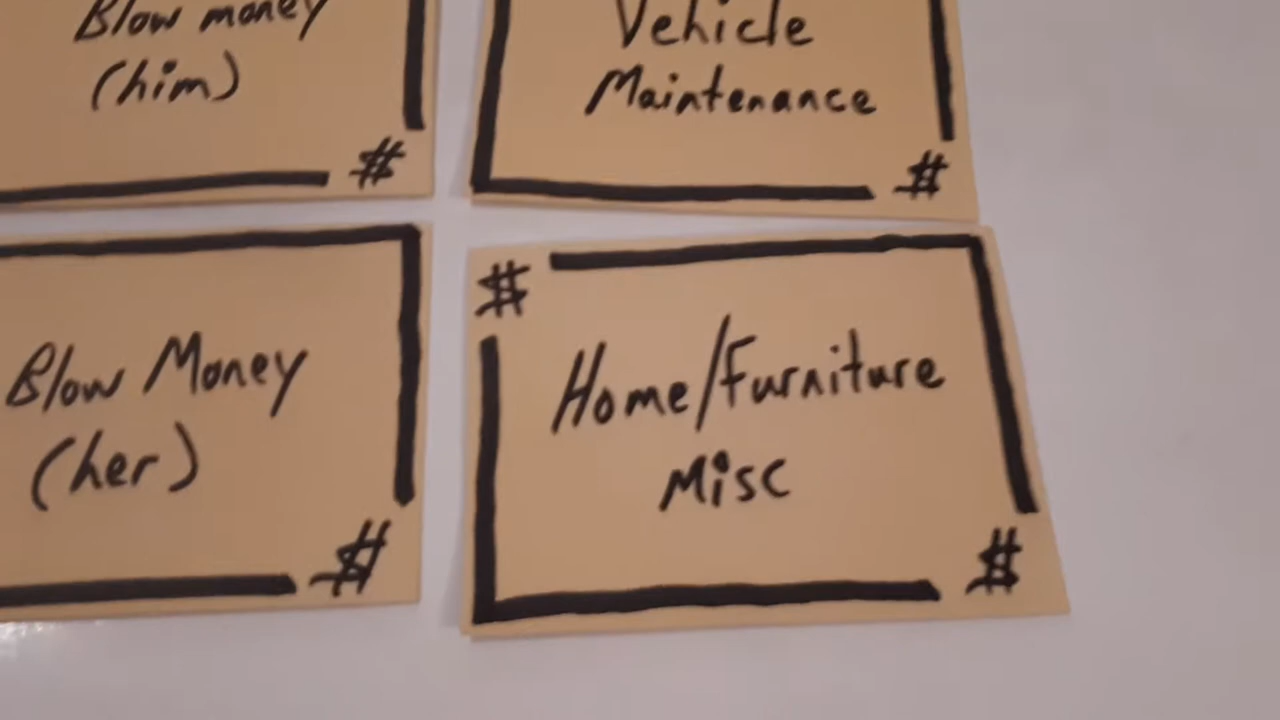 Blow money
(him)
$
Vehicle
Maintenance
$
Blow Money
(her)
$
$
Home/Furniture
Misc
$